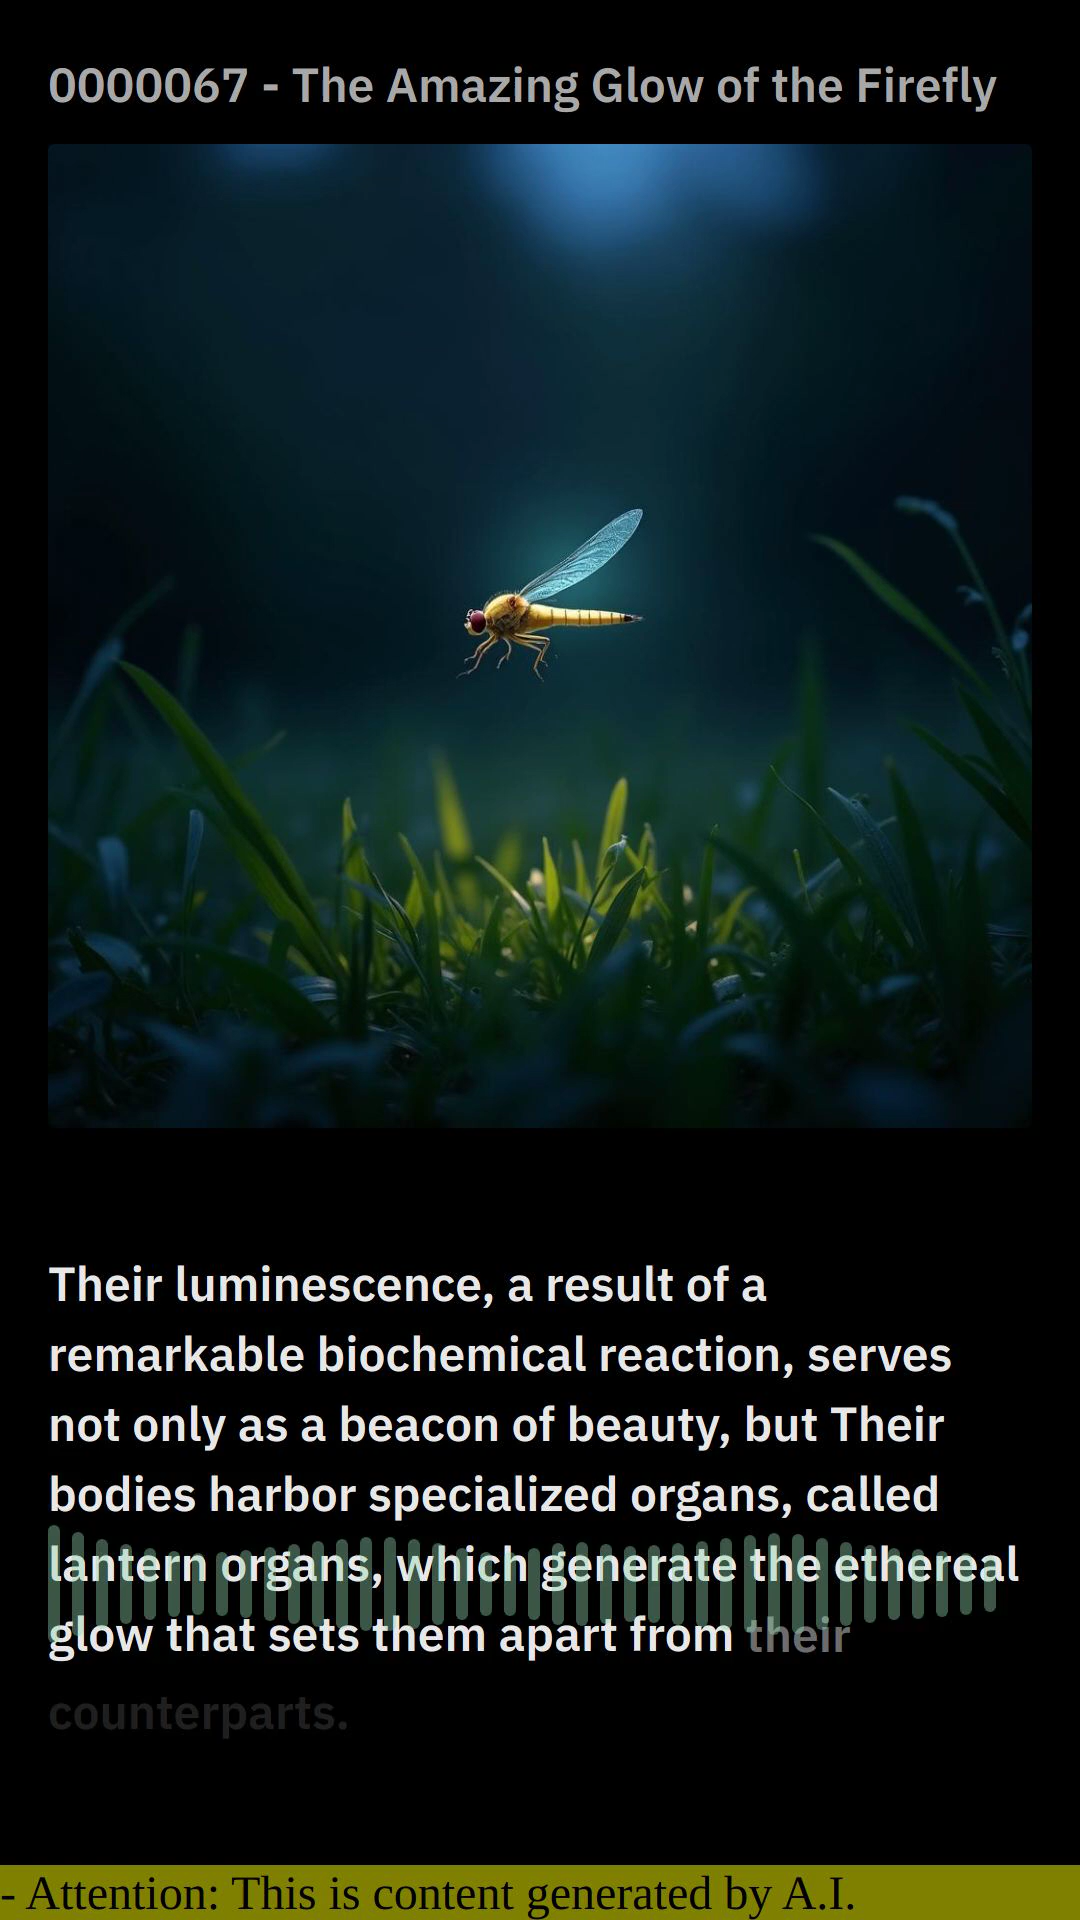 0000067 - The Amazing Glow of the Firefly
Their luminescence, a result of a
remarkable biochemical reaction, serves
not only as a beacon of beauty, but Their
bodies harbor specialized organs, called
lantern organs, which generate the ethereal
glow that sets them apart from their
counterparts.
- Attention: This is content generated by A.I.